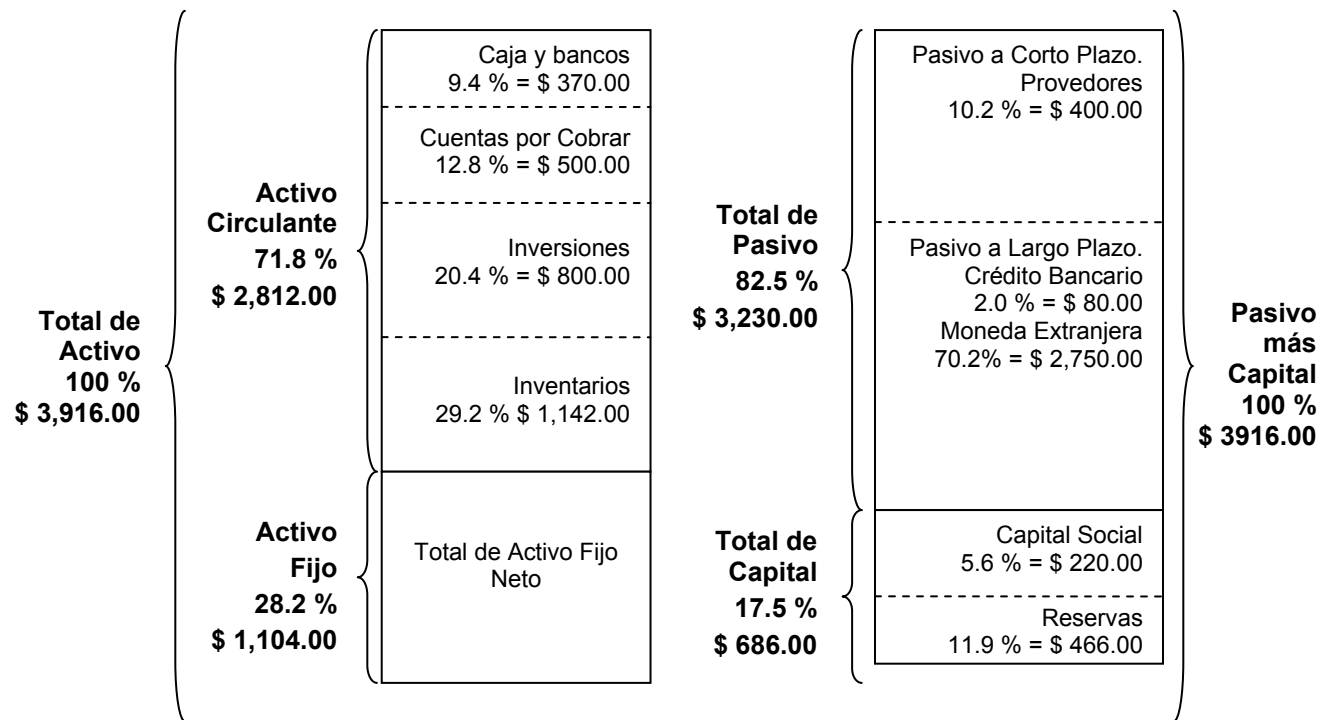 Total de
Activo
100 %
$ 3,916.00
Activo
Circulante
71.8 %
$ 2,812.00
Caja y bancos
9.4 % = $ 370.00
Cuentas por Cobrar
12.8 % = $ 500.00
Inversiones
20.4 % = $ 800.00
Inventarios
29.2 % $ 1,142.00
Activo
Fijo
28.2 %
$ 1,104.00
Total de Activo Fijo
Neto
Total de
Pasivo
82.5 %
$ 3,230.00
Pasivo a Corto Plazo.
Provedores
10.2 % = $ 400.00
Pasivo a Largo Plazo.
Crédito Bancario
2.0 % = $ 80.00
Moneda Extranjera
70.2% = $ 2,750.00
Total de
Capital
17.5 %
$ 686.00
Capital Social
5.6 % = $ 220.00
Reservas
11.9 % = $ 466.00
Pasivo
más
Capital
100 %
$ 3916.00